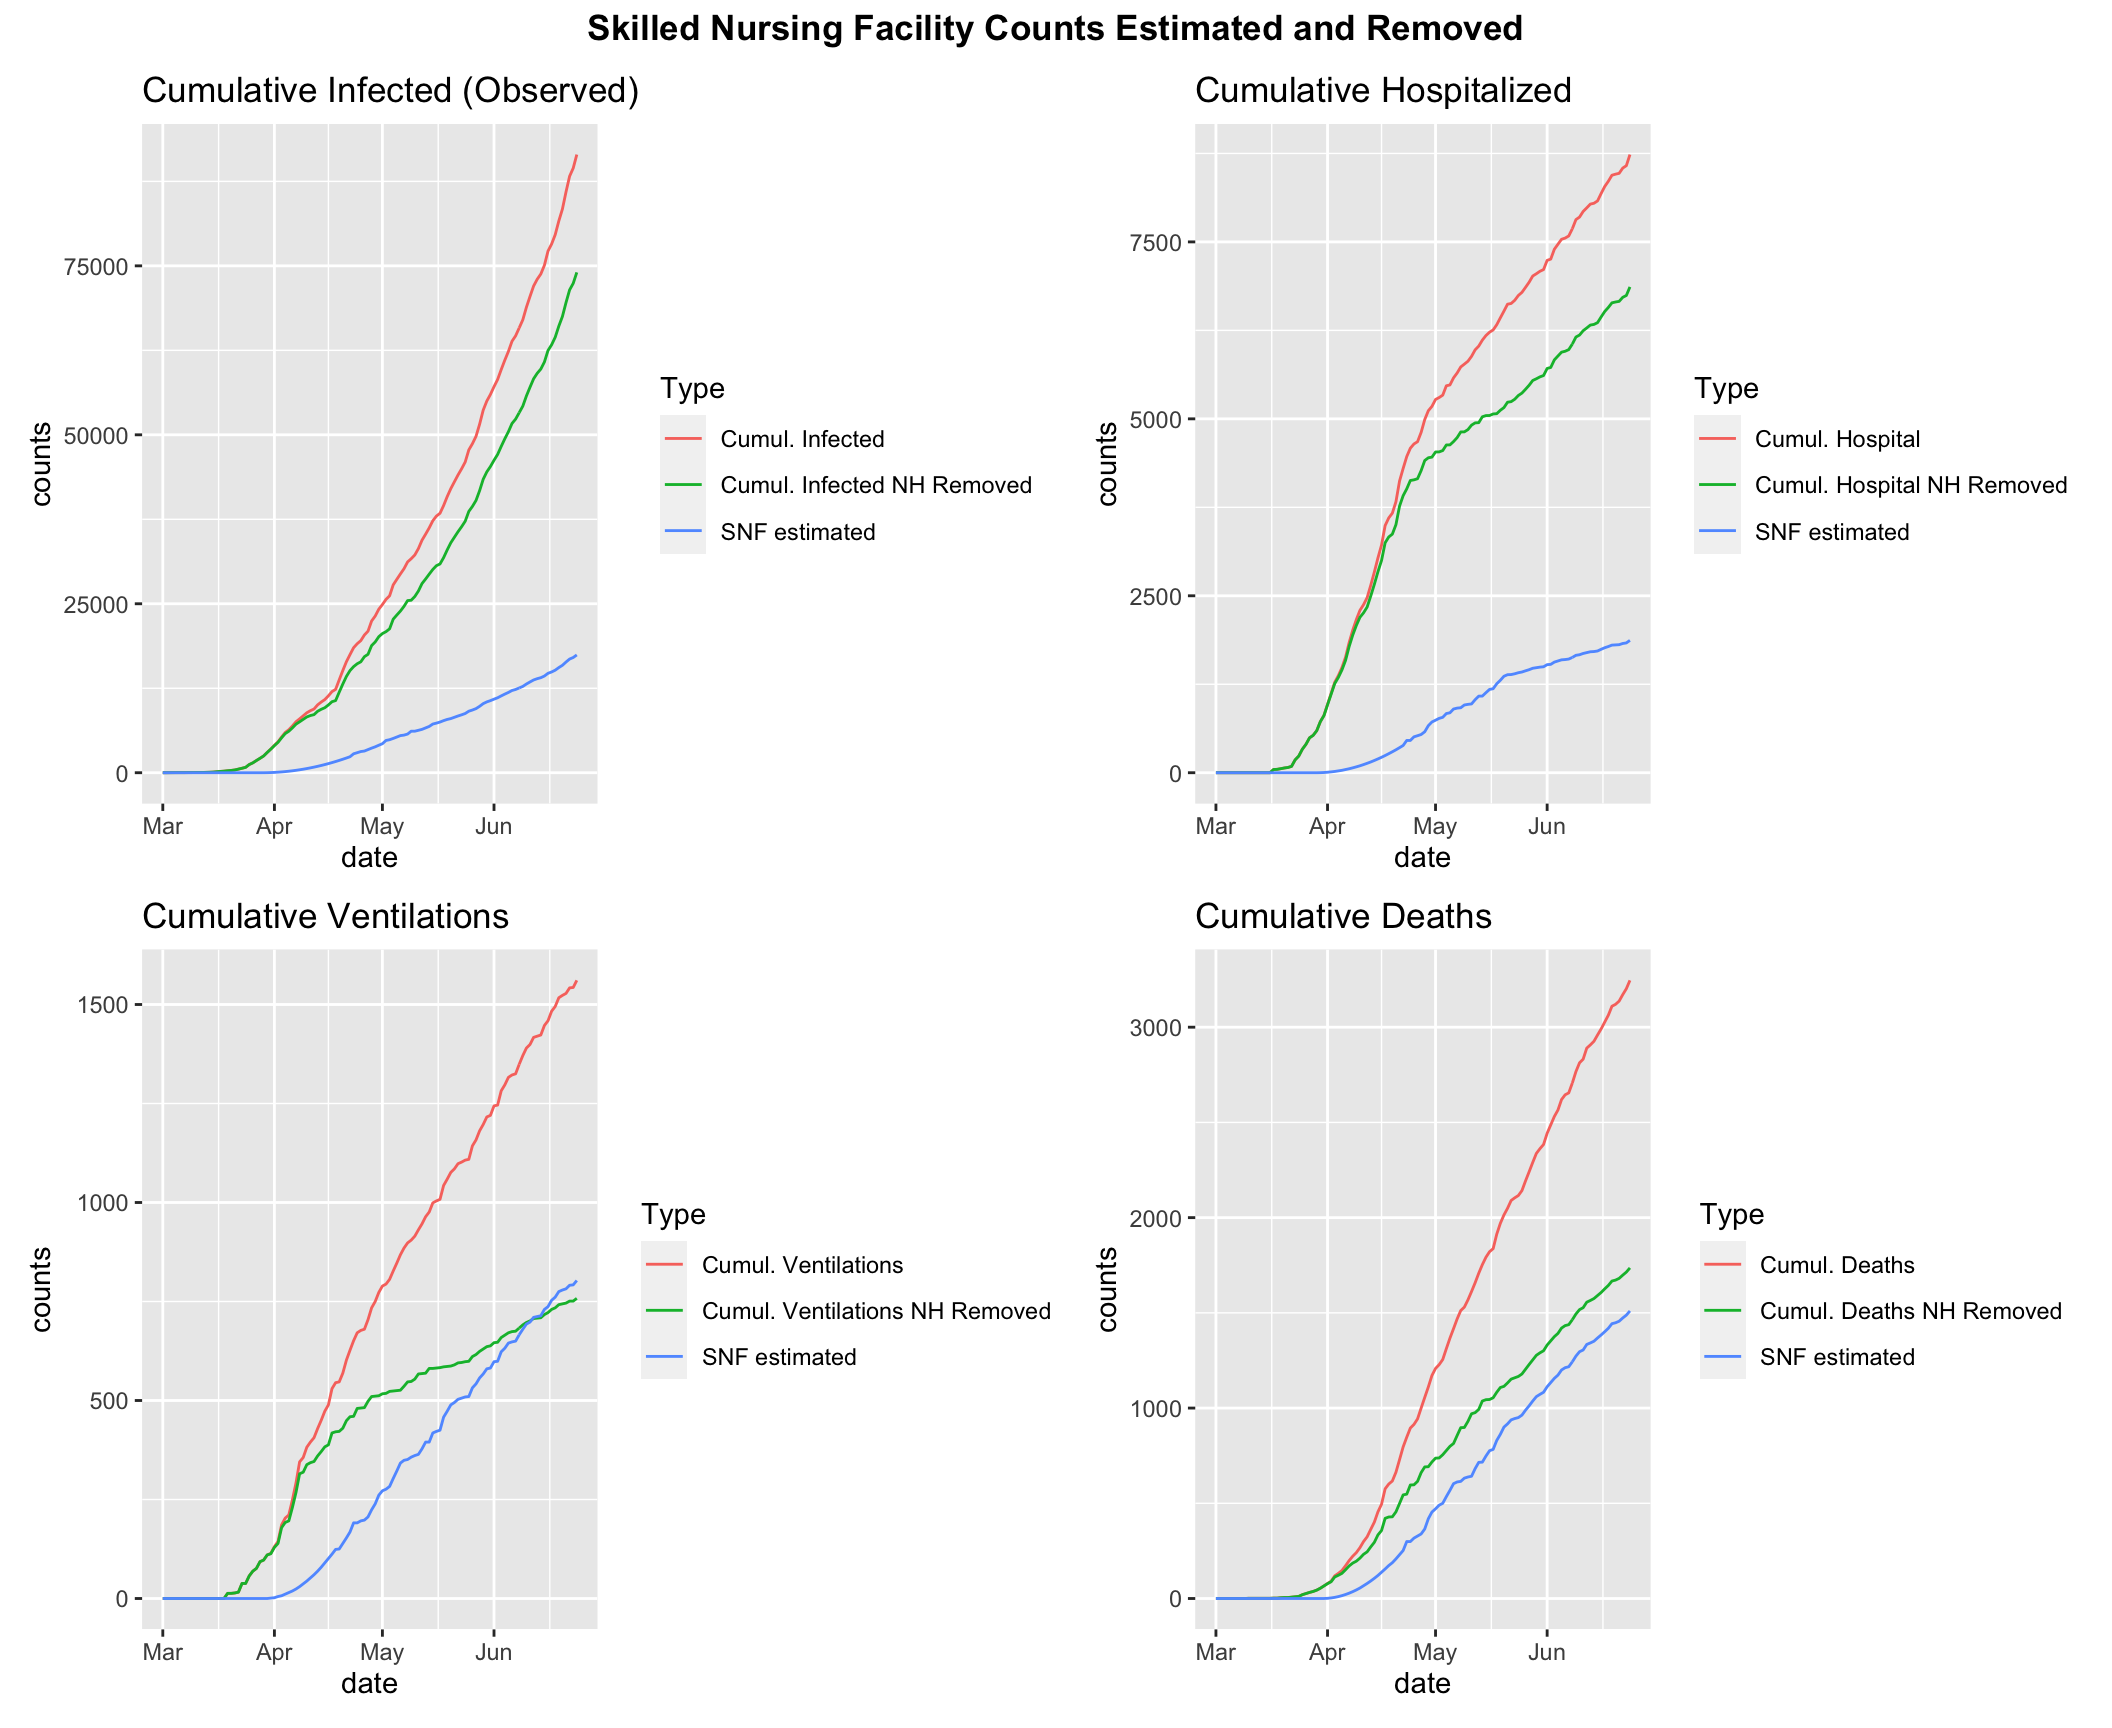 Skilled Nursing Facility Counts Estimated and Removed
Cumulative Infected (Observed)
counts
75000
50000
25000
0
Mar Apr May Jun
date
Type
Cumul. Infected
Cumul. Infected NH Removed
SNF estimated
Cumulative Hospitalized
counts
7500
5000
2500
0
Mar Apr May Jun
date
Type
Cumul. Hospital
Cumul. Hospital NH Removed
SNF estimated
Cumulative Ventilations
counts
1500
1000
500
0
Mar Apr May Jun
date
Type
Cumul. Ventilations
Cumul. Ventilations NH Removed
SNF estimated
Cumulative Deaths
counts
3000
2000
1000
0
Mar Apr May Jun
date
Type
Cumul. Deaths
Cumul. Deaths NH Removed
SNF estimated